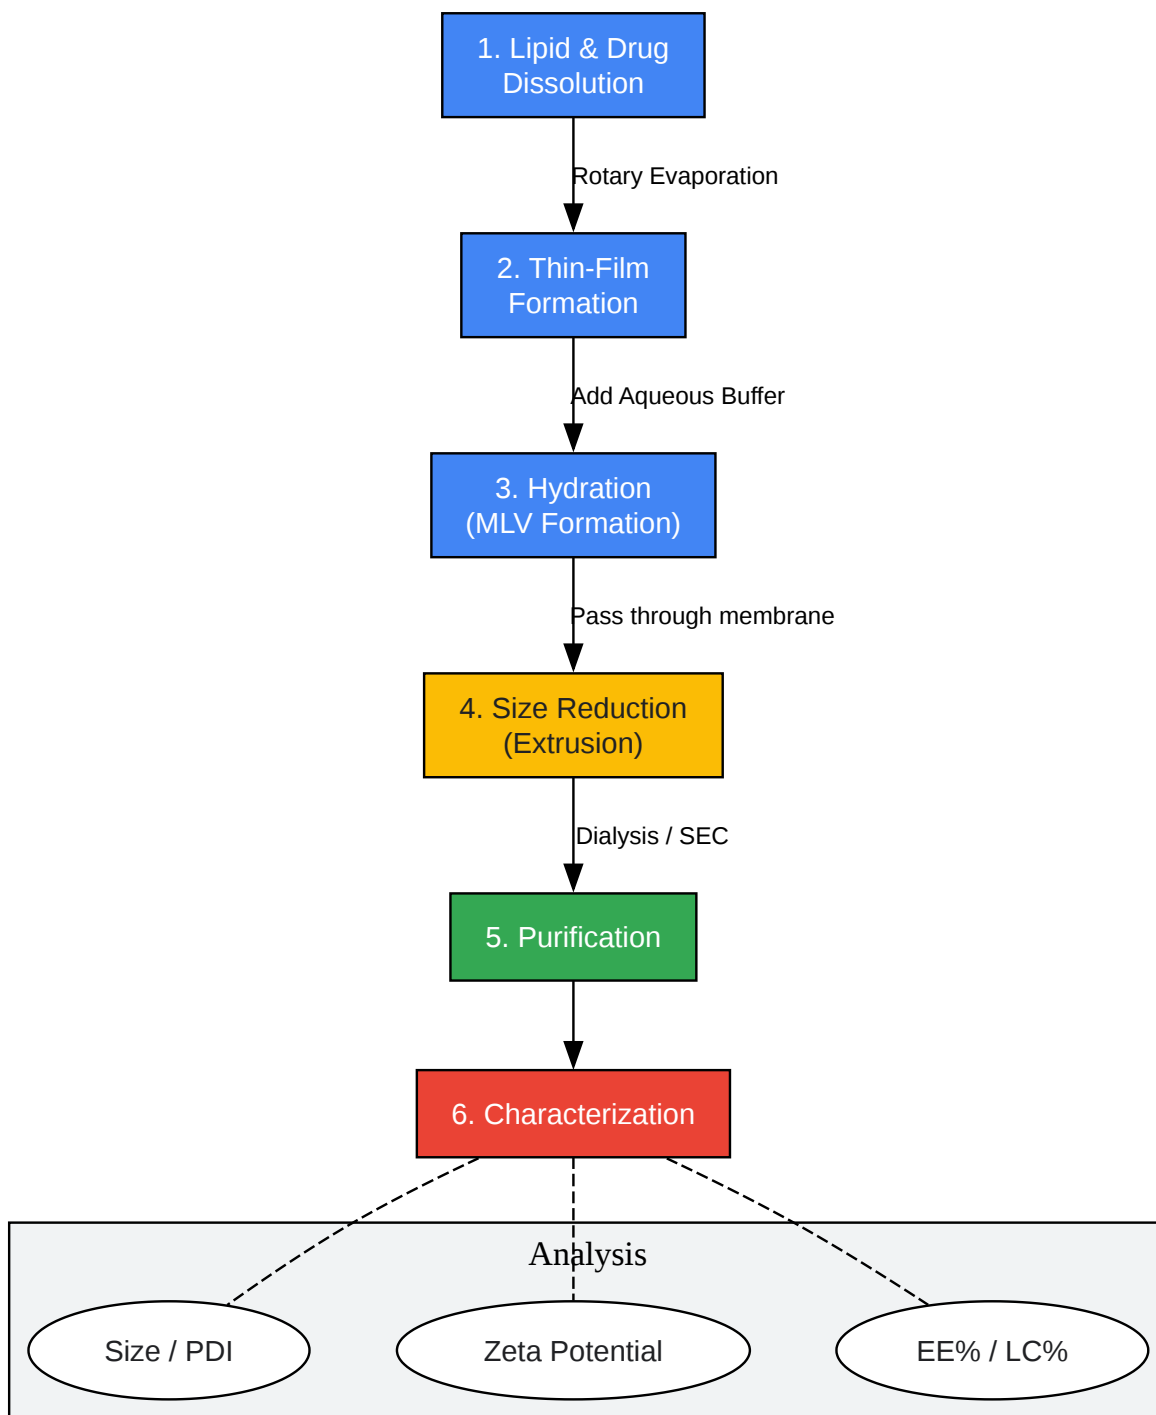 1. Lipid & Drug
Dissolution
Rotary Evaporation
2. Thin-Film
Formation
Add Aqueous Buffer
3. Hydration
(MLV Formation)
Pass through membrane
4. Size Reduction
(Extrusion)
Dialysis / SEC
5. Purification
6. Characterization
Analysis
Size / PDI
Zeta Potential
EE% / LC%